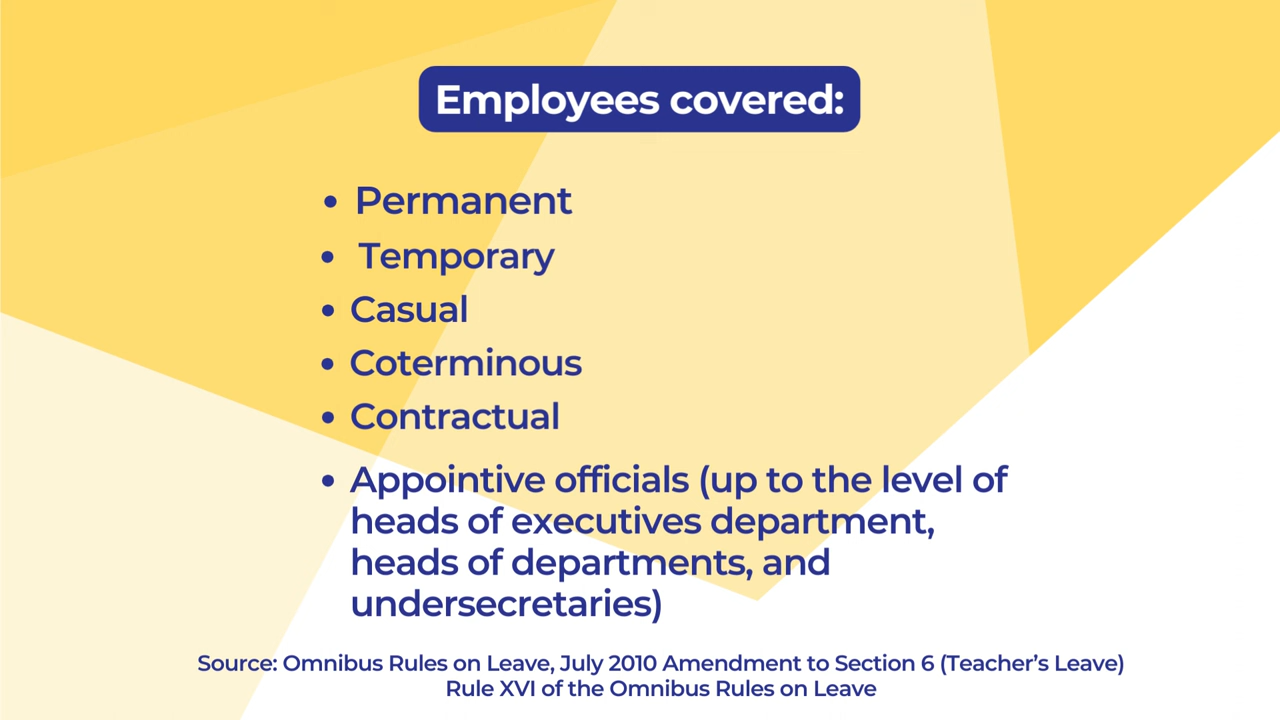 Employees covered:
• Permanent
• Temporary
• Casual
• Coterminous
• Contractual
• Appointive officials (up to the level of
heads of executives department,
heads of departments, and
undersecretaries)
Source: Omnibus Rules on Leave, July 2010 Amendment to Section 6 (Teacher's Leave)
Rule XVI of the Omnibus Rules on Leave